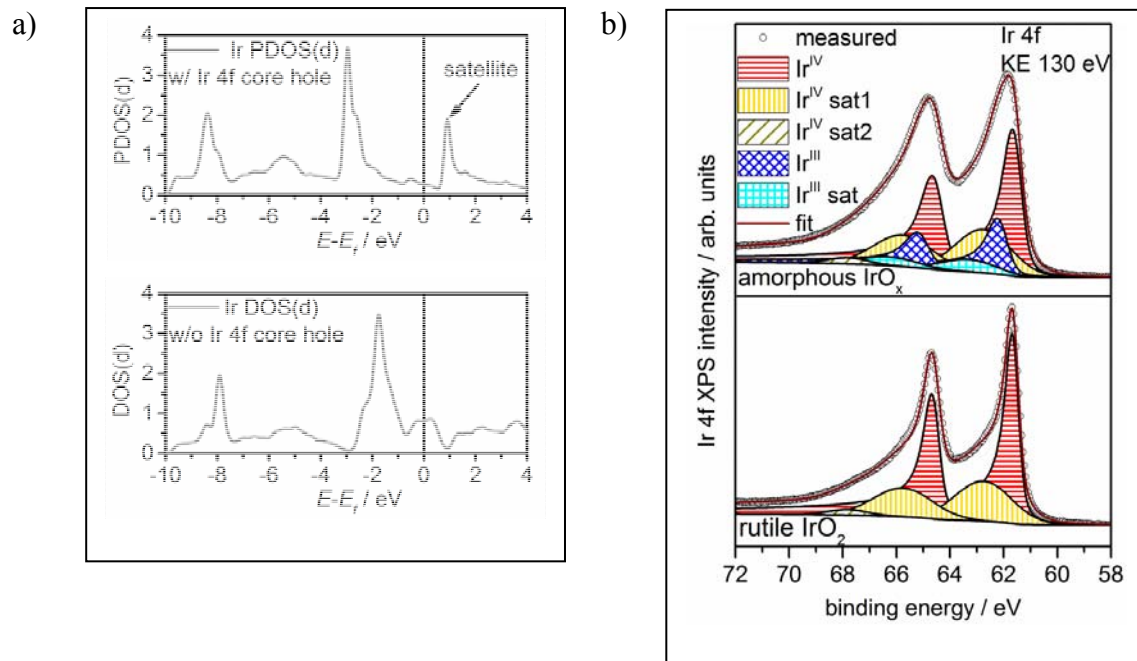 a)
4
Ir PDOS(d)
w/ Ir 4f core hole
satellite
3
2
1
0
PDOS(d)
-10 -8 -6 -4 -2 0 2 4
E-E_f / eV
4
Ir DOS(d)
w/o Ir 4f core hole
3
2
1
0
DOS(d)
-10 -8 -6 -4 -2 0 2 4
E-E_f / eV
b)
measured
Ir^IV
Ir^IV sat1
Ir^IV sat2
Ir^III
Ir^III sat
fit
Ir 4f
KE 130 eV
amorphous IrO_x
rutile IrO_2
Ir 4f XPS intensity / arb. units
72 70 68 66 64 62 60 58
binding energy / eV